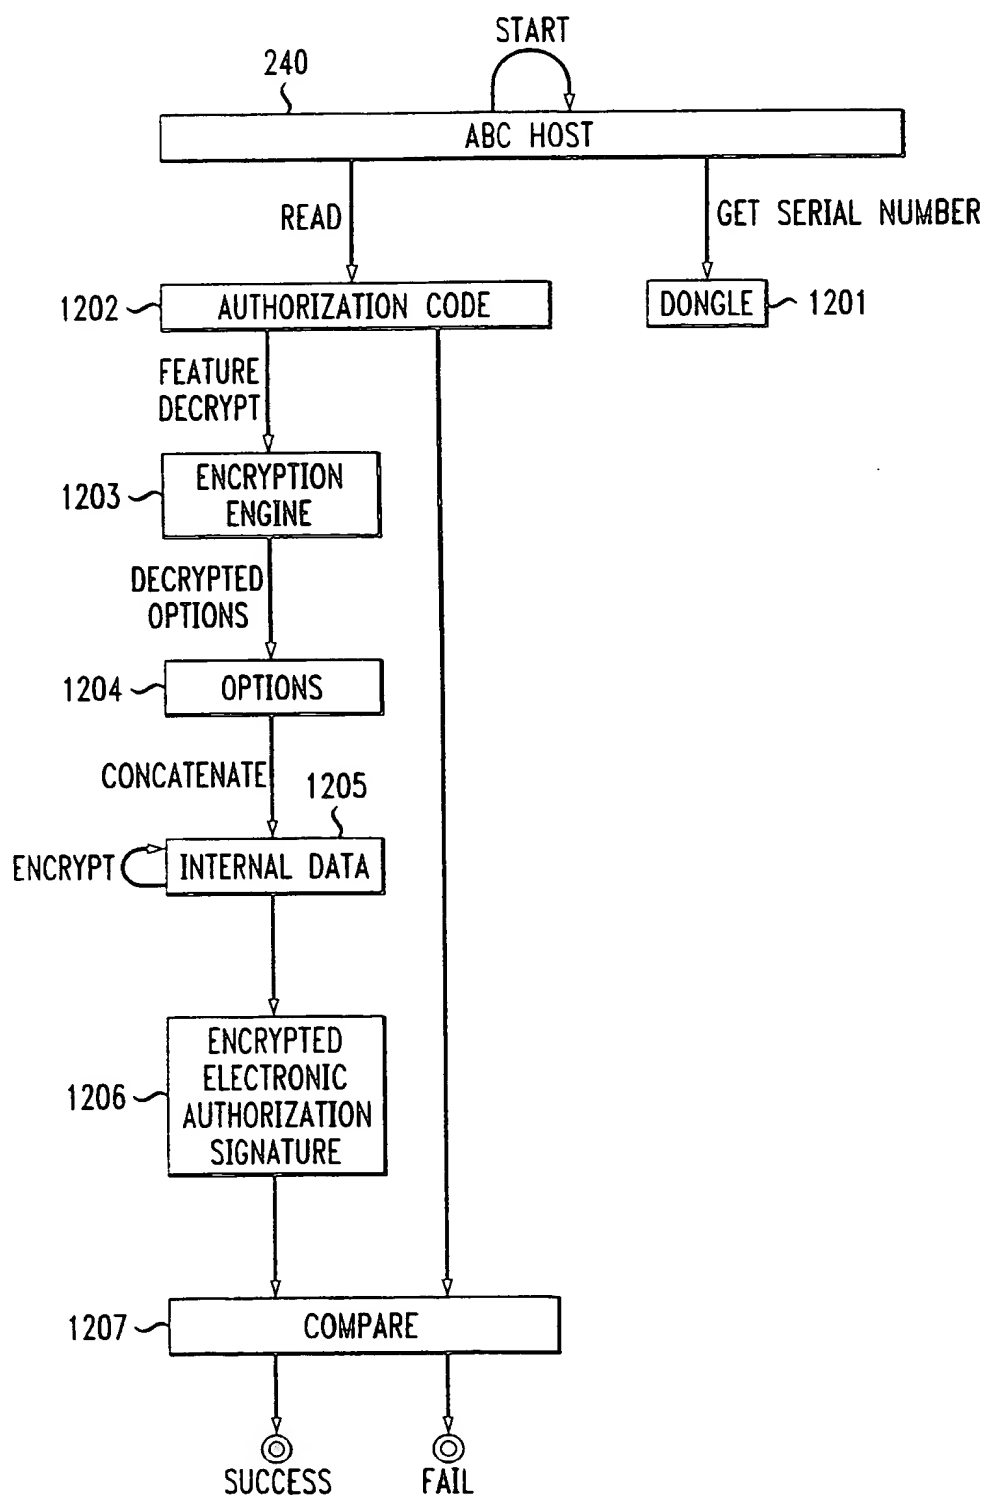 START
240
ABC HOST
READ
GET SERIAL NUMBER
1202
AUTHORIZATION CODE
DONGLE
1201
FEATURE
DECRYPT
1203
ENCRYPTION
ENGINE
DECRYPTED
OPTIONS
1204
OPTIONS
CONCATENATE
1205
ENCRYPT
INTERNAL DATA
1206
ENCRYPTED
ELECTRONIC
AUTHORIZATION
SIGNATURE
1207
COMPARE
SUCCESS
FAIL